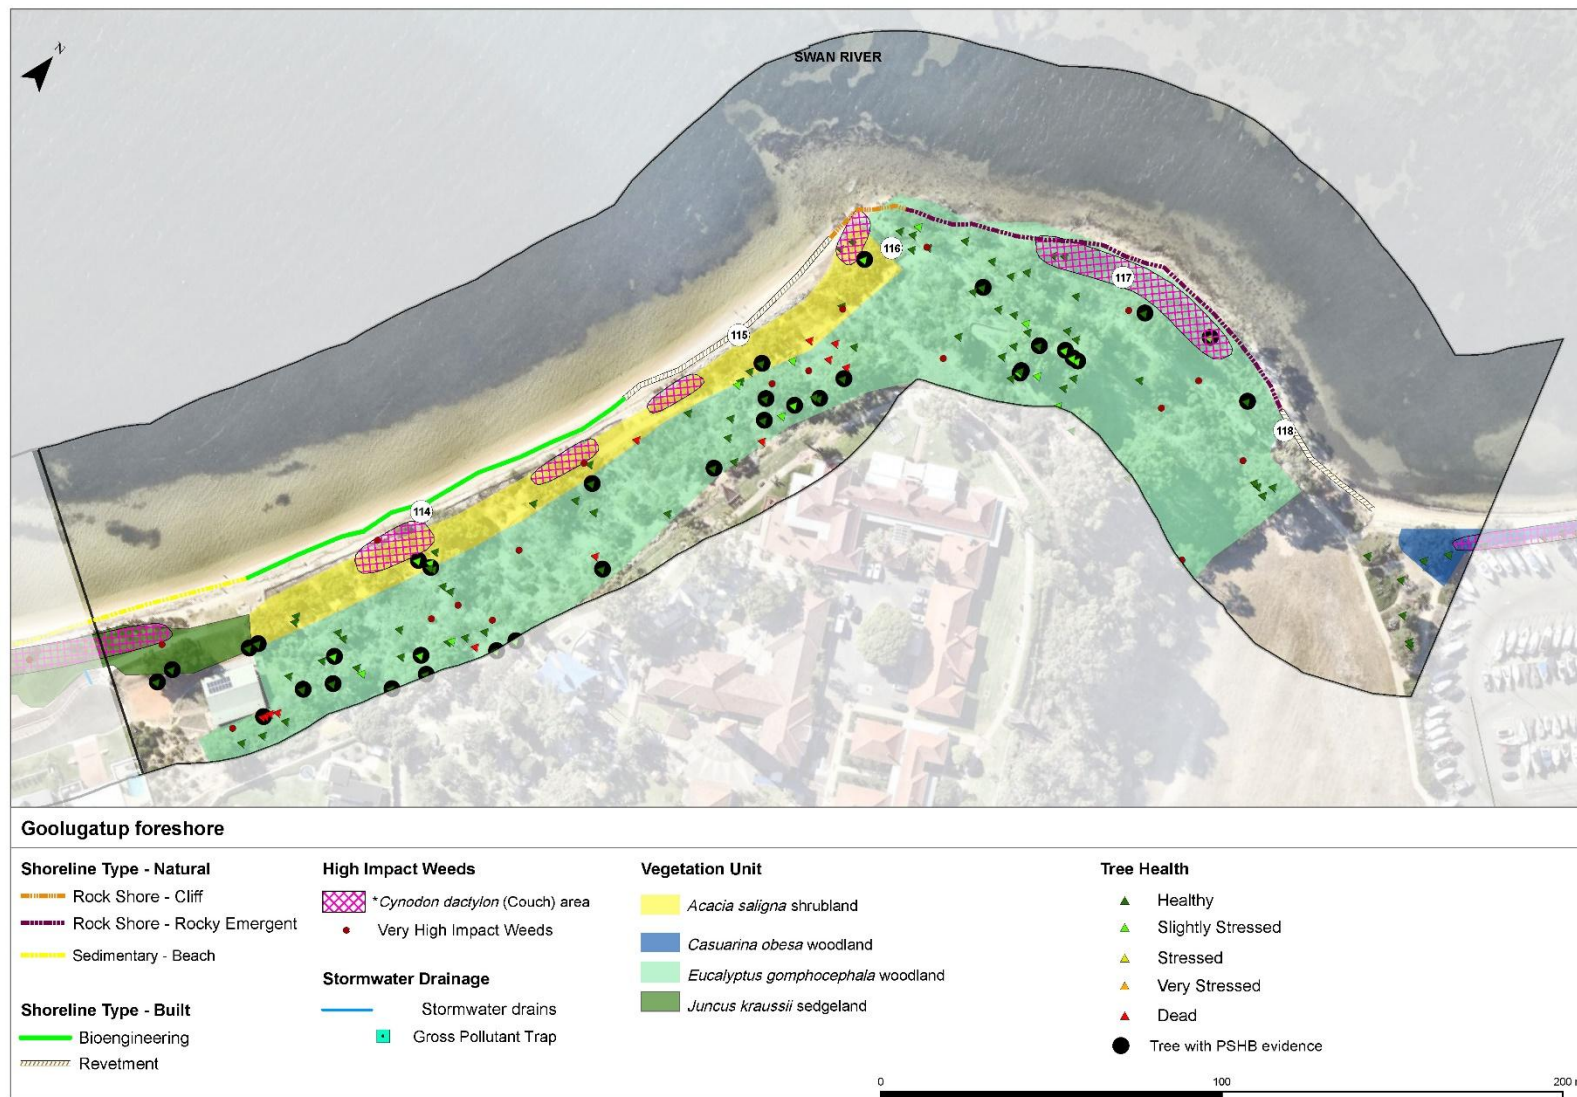 N
SWAN RIVER
116
117
115
118
114
Goolugatup foreshore
Shoreline Type - Natural
Rock Shore - Cliff
Rock Shore - Rocky Emergent
Sedimentary - Beach
Shoreline Type - Built
Bioengineering
Revetment
High Impact Weeds
*Cynodon dactylon (Couch) area
Very High Impact Weeds
Stormwater Drainage
Stormwater drains
Gross Pollutant Trap
Vegetation Unit
Acacia saligna shrubland
Casuarina obesa woodland
Eucalyptus gomphocephala woodland
Juncus kraussii sedgeland
Tree Health
Healthy
Slightly Stressed
Stressed
Very Stressed
Dead
Tree with PSHB evidence
0 100 200